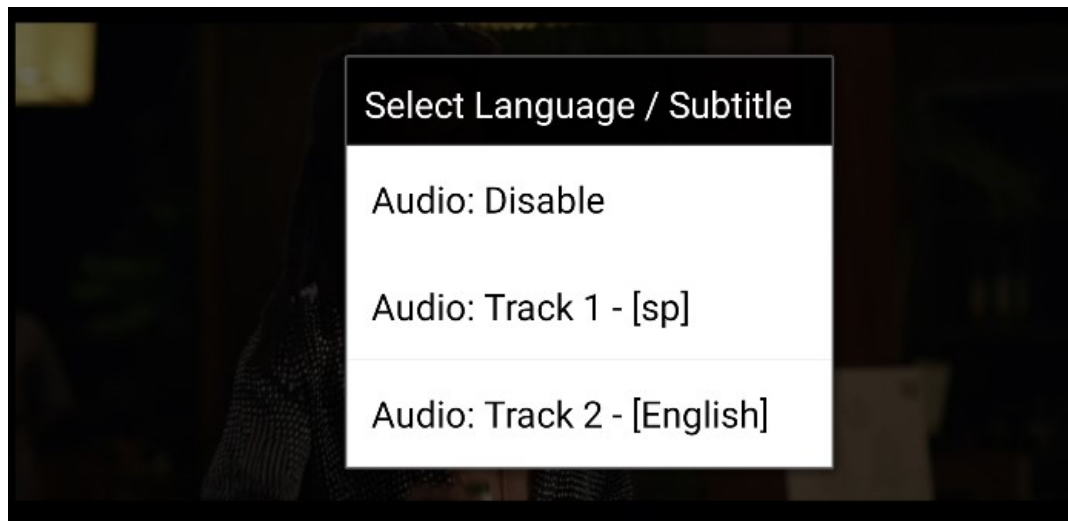 Select Language / Subtitle
Audio: Disable
Audio: Track 1 - [sp]
Audio: Track 2 - [English]